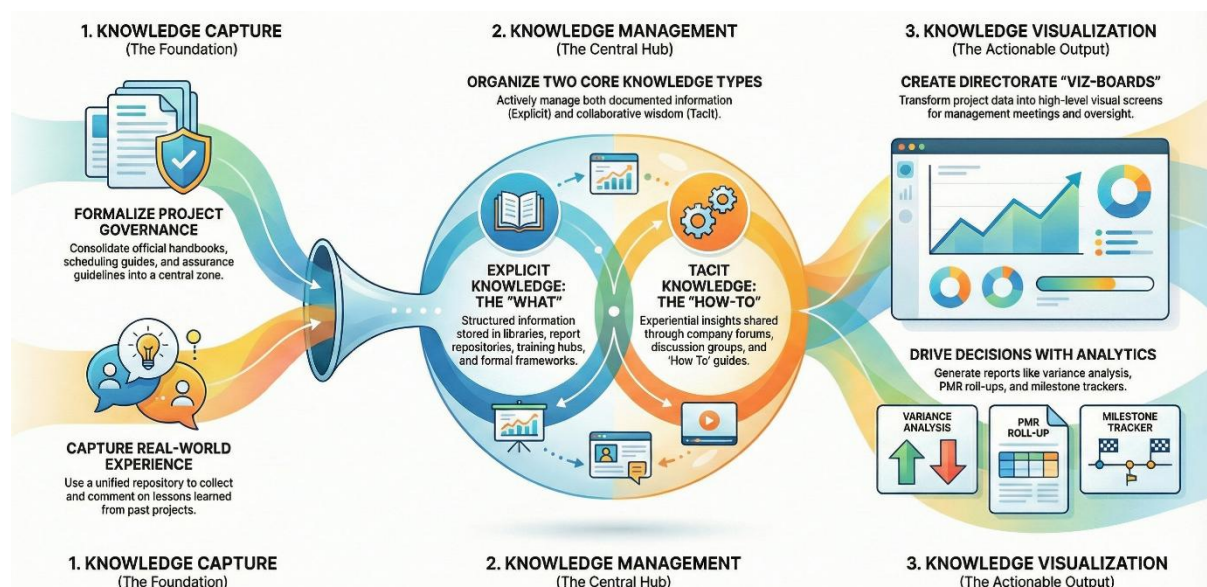 1. KNOWLEDGE CAPTURE
(The Foundation)
FORMALIZE PROJECT
GOVERNANCE
Consolidate official handbooks,
scheduling guides, and assurance
guidelines into a central zone.
CAPTURE REAL-WORLD
EXPERIENCE
Use a unified repository to collect
and comment on lessons learned
from past projects.
2. KNOWLEDGE MANAGEMENT
(The Central Hub)
ORGANIZE TWO CORE KNOWLEDGE TYPES
Actively manage both documented information
(Explicit) and collaborative wisdom (Tacit).
EXPLICIT
KNOWLEDGE:
THE "WHAT"
Structured information
stored in libraries, report
repositories, training hubs,
and formal frameworks.
TACIT
KNOWLEDGE:
THE "HOW-TO"
Experiential insights shared
through company forums,
discussion groups, and
'How To' guides.
3. KNOWLEDGE VISUALIZATION
(The Actionable Output)
CREATE DIRECTORATE "VIZ-BOARDS"
Transform project data into high-level visual screens
for management meetings and oversight.
DRIVE DECISIONS WITH ANALYTICS
Generate reports like variance analysis,
PMR roll-ups, and milestone trackers.
VARIANCE
ANALYSIS
PMR
ROLL-UP
MILESTONE
TRACKER
1. KNOWLEDGE CAPTURE
(The Foundation)
2. KNOWLEDGE MANAGEMENT
(The Central Hub)
3. KNOWLEDGE VISUALIZATION
(The Actionable Output)